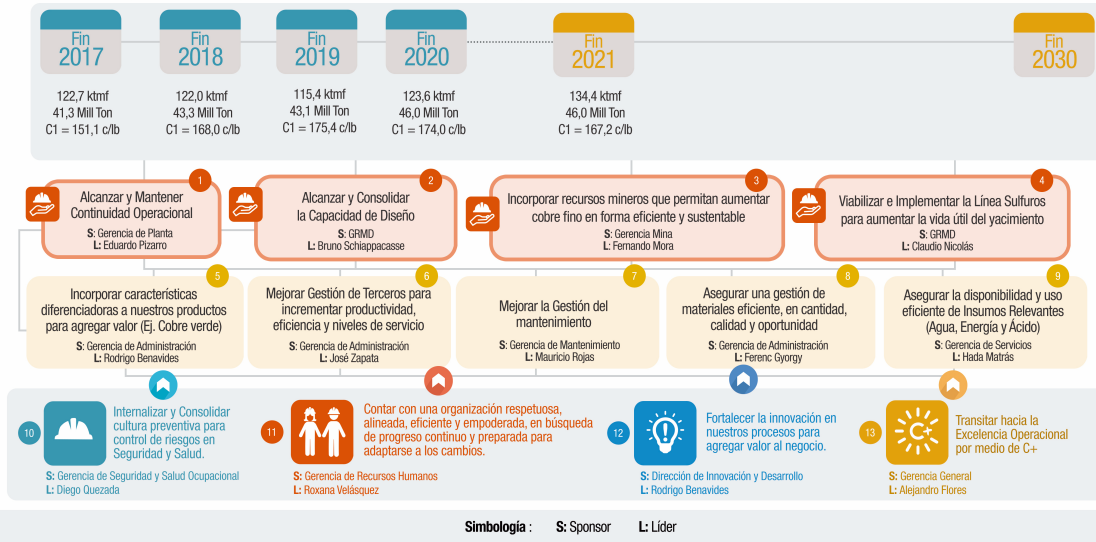 Fin
2017
Fin
2018
Fin
2019
Fin
2020
Fin
2021
Fin
2030
122,7 ktmf
41,3 Mill Ton
C1 = 151,1 c/lb
122,0 ktmf
43,3 Mill Ton
C1 = 168,0 c/lb
115,4 ktmf
43,1 Mill Ton
C1 = 175,4 c/lb
123,6 ktmf
46,0 Mill Ton
C1 = 174,0 c/lb
134,4 ktmf
46,0 Mill Ton
C1 = 167,2 c/lb
1
Alcanzar y Mantener
Continuidad Operacional
S: Gerencia de Planta
L: Eduardo Pizarro
2
Alcanzar y Consolidar
la Capacidad de Diseño
S: GRMD
L: Bruno Schiappacasse
3
Incorporar recursos mineros que permitan aumentar
cobre fino en forma eficiente y sustentable
S: Gerencia Mina
L: Fernando Mora
4
Viabilizar e Implementar la Línea Sulfuros
para aumentar la vida útil del yacimiento
S: GRMD
L: Claudio Nicolás
5
Incorporar características
diferenciadoras a nuestros productos
para agregar valor (Ej. Cobre verde)
S: Gerencia de Administración
L: Rodrigo Benavides
6
Mejorar Gestión de Terceros para
incrementar productividad,
eficiencia y niveles de servicio
S: Gerencia de Administración
L: José Zapata
7
Mejorar la Gestión del
mantenimiento
S: Gerencia de Mantenimiento
L: Mauricio Rojas
8
Asegurar una gestión de
materiales eficiente, en cantidad,
calidad y oportunidad
S: Gerencia de Administración
L: Ferenc Gyorgy
9
Asegurar la disponibilidad y uso
eficiente de Insumos Relevantes
(Agua, Energía y Ácido)
S: Gerencia de Servicios
L: Hada Matrás
10
Internalizar y Consolidar
cultura preventiva para
control de riesgos en
Seguridad y Salud.
S: Gerencia de Seguridad y Salud Ocupacional
L: Diego Quezada
11
Contar con una organización respetuosa,
alineada, eficiente y empoderada, en búsqueda
de progreso continuo y preparada para
adaptarse a los cambios.
S: Gerencia de Recursos Humanos
L: Roxana Velásquez
12
Fortalecer la innovación en
nuestros procesos para
agregar valor al negocio.
S: Dirección de Innovación y Desarrollo
L: Rodrigo Benavides
13
C+
Transitar hacia la
Excelencia Operacional
por medio de C+
S: Gerencia General
L: Alejandro Flores
Simbología : S: Sponsor L: Líder